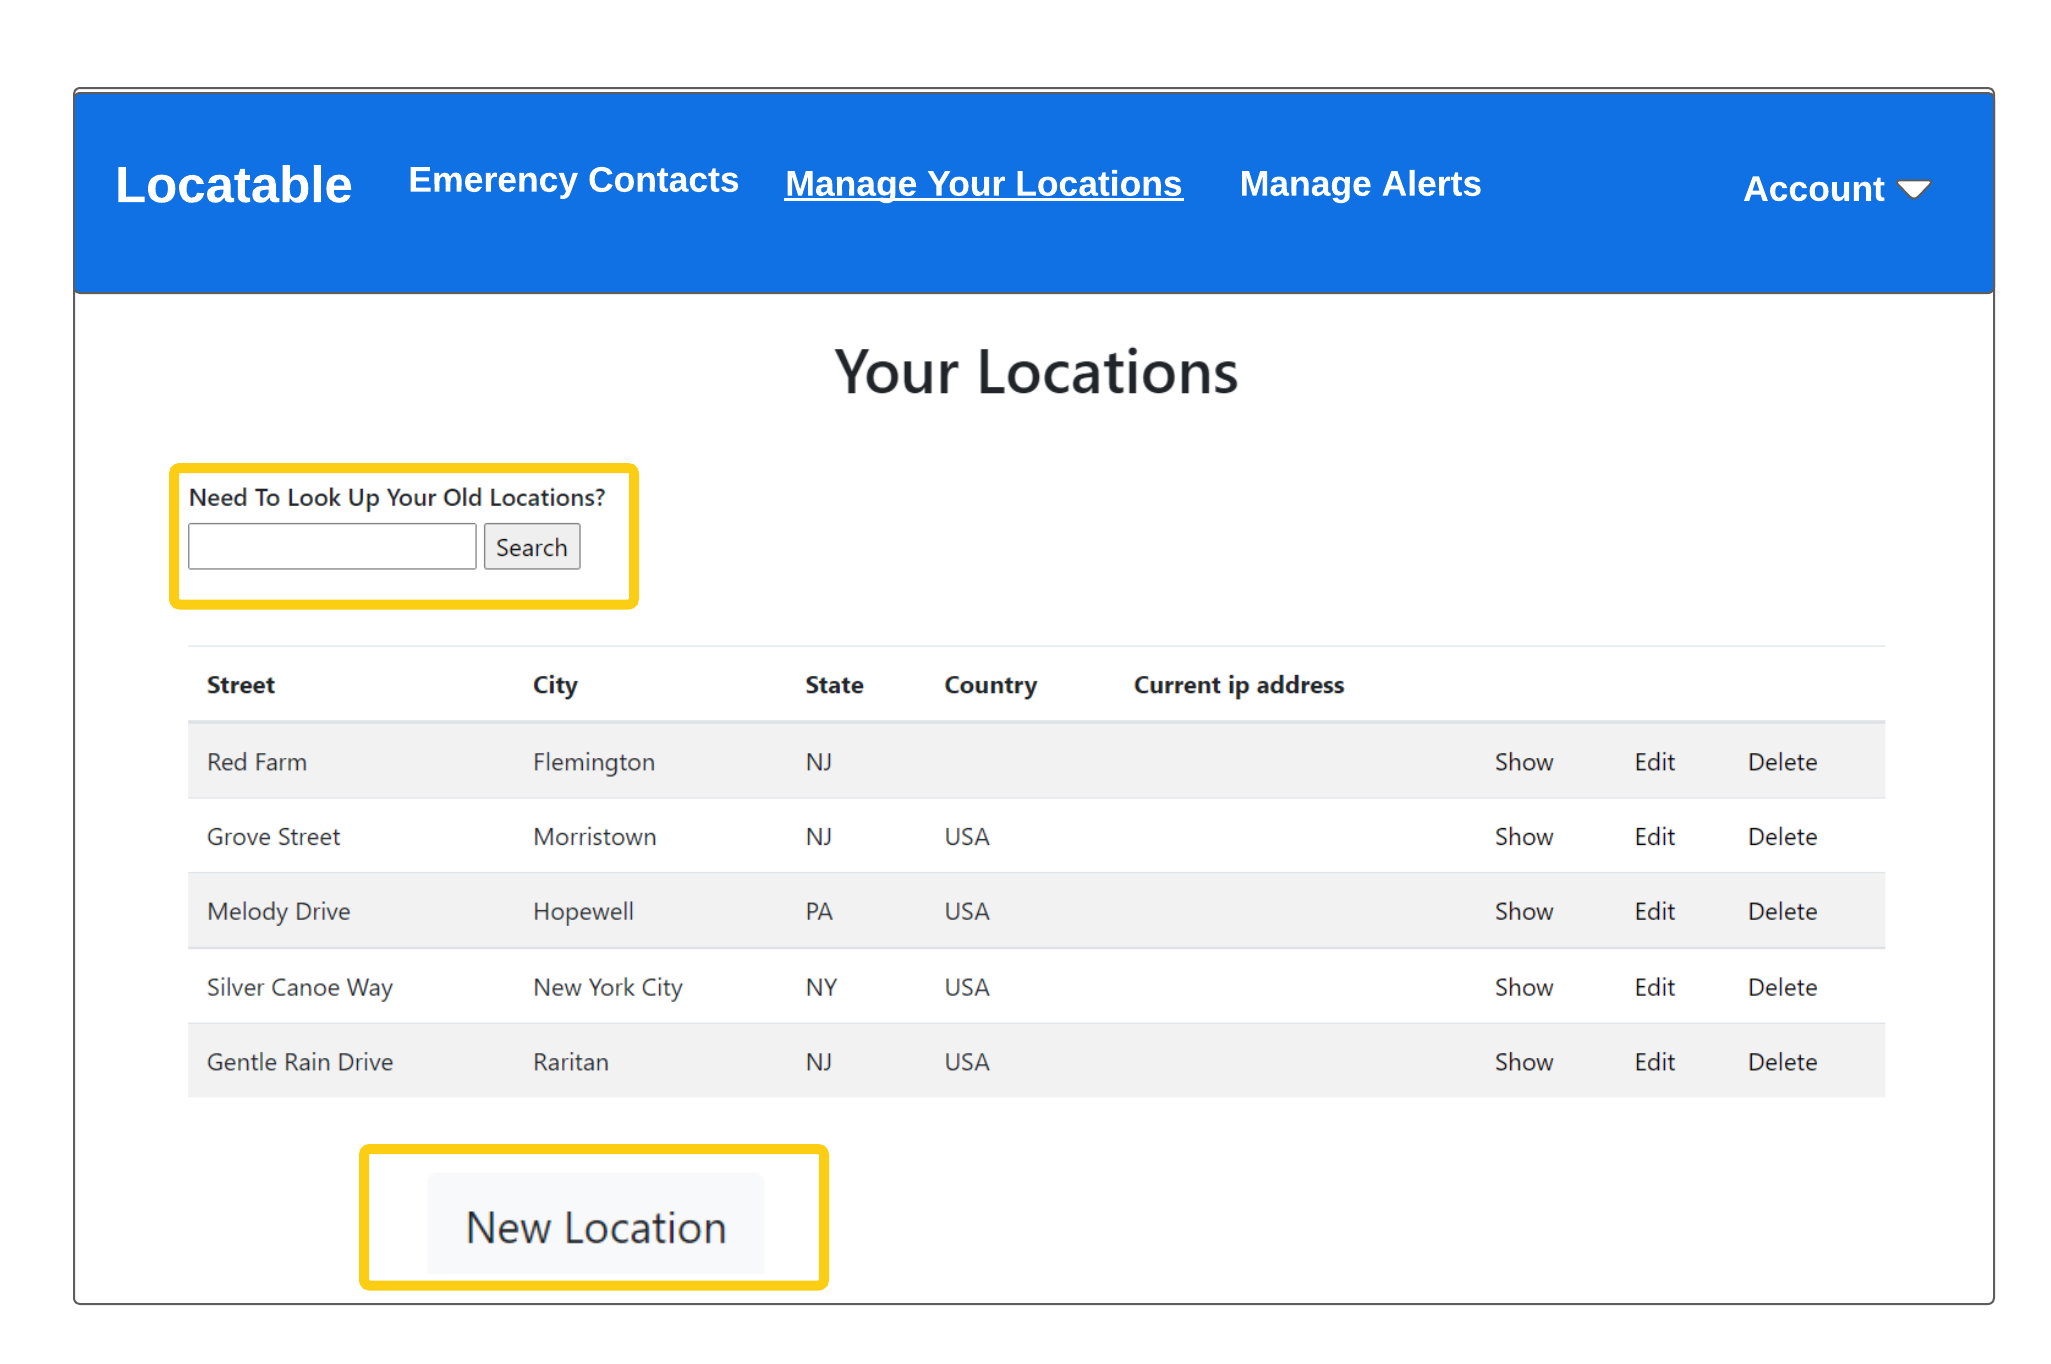 Locatable Emerency Contacts Manage Your Locations Manage Alerts Account
Your Locations
Need To Look Up Your Old Locations?
Search
Street City State Country Current ip address
Red Farm Flemington NJ Show Edit Delete
Grove Street Morristown NJ USA Show Edit Delete
Melody Drive Hopewell PA USA Show Edit Delete
Silver Canoe Way New York City NY USA Show Edit Delete
Gentle Rain Drive Raritan NJ USA Show Edit Delete
New Location